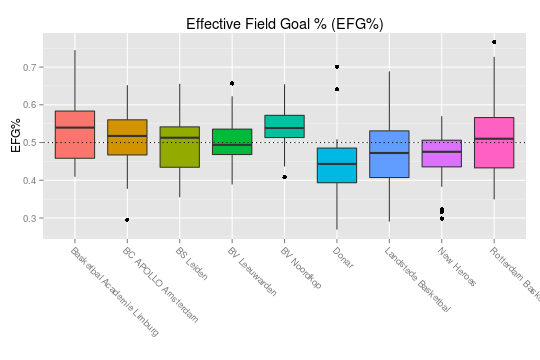 Effective Field Goal % (EFG%)
EFG%
0.7
0.6
0.5
0.4
0.3
Basketbal Academie Limburg
BC APOLLO Amsterdam
BS Leiden
BV Leeuwarden
BV Noordkop
Donar
Landstede Basketbal
New Heroes
Rotterdam Bask